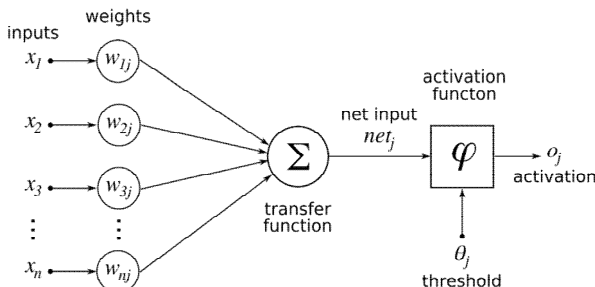 inputs
weights
x1
w1j
x2
w2j
x3
w3j
xn
wnj
Σ
transfer
function
net input
netj
activation
functon
φ
oj
activation
θj
threshold